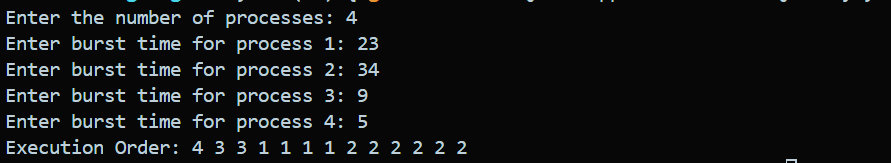 Enter the number of processes: 4
Enter burst time for process 1: 23
Enter burst time for process 2: 34
Enter burst time for process 3: 9
Enter burst time for process 4: 5
Execution Order: 4 3 3 1 1 1 1 2 2 2 2 2 2